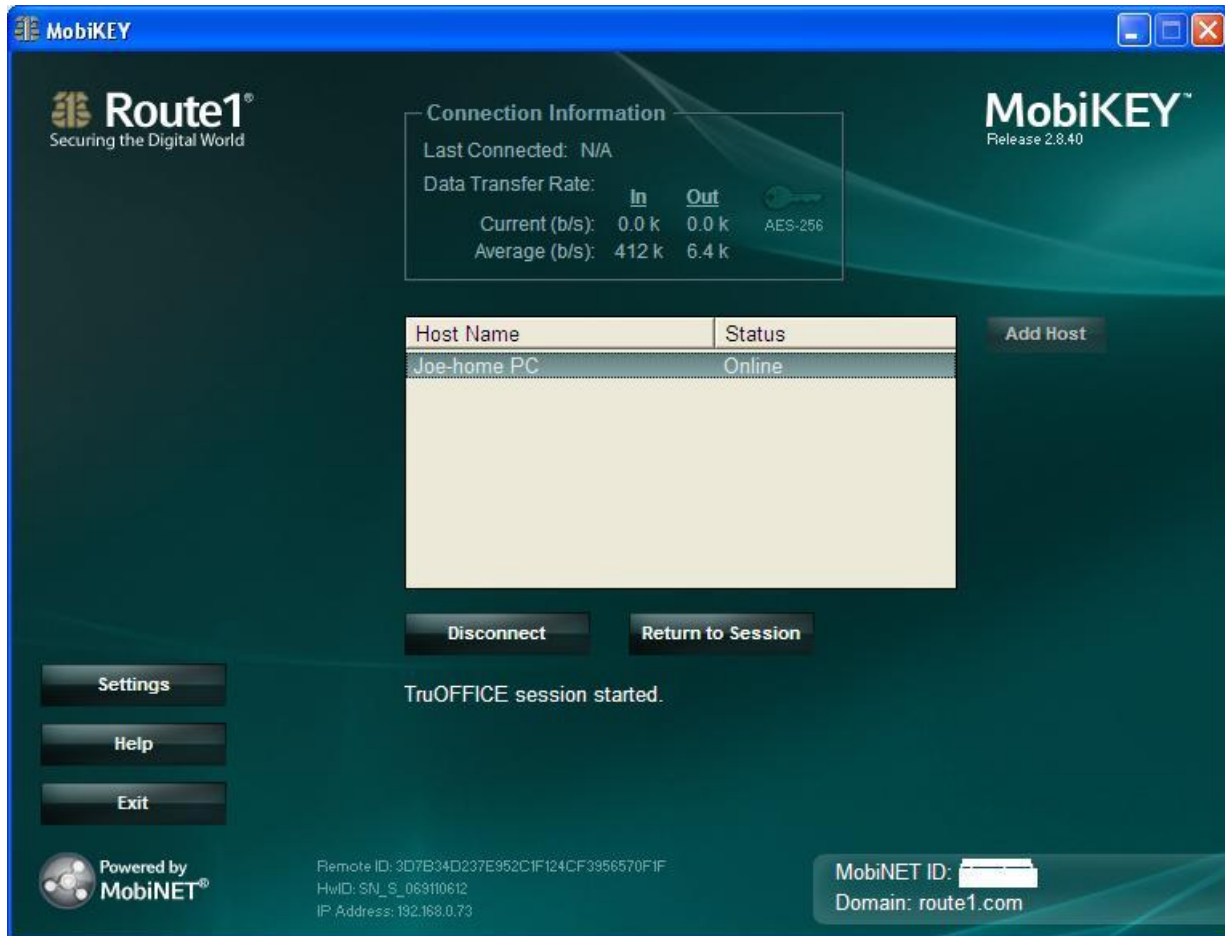 MobiKEY
Route1®
Securing the Digital World
Connection Information
Last Connected: N/A
Data Transfer Rate:
In Out
Current (b/s): 0.0 k 0.0 k AES-256
Average (b/s): 412 k 6.4 k
MobiKEY™
Release 2.8.40
Host Name Status
Joe-home PC Online
Add Host
Disconnect Return to Session
TruOFFICE session started.
Settings
Help
Exit
Powered by
MobiNET®
Remote ID: 3D7B34D237E952C1F124CF3956570F1F
HwID: SN_S_069110612
IP Address: 192.168.0.73
MobiNET ID:
Domain: route1.com